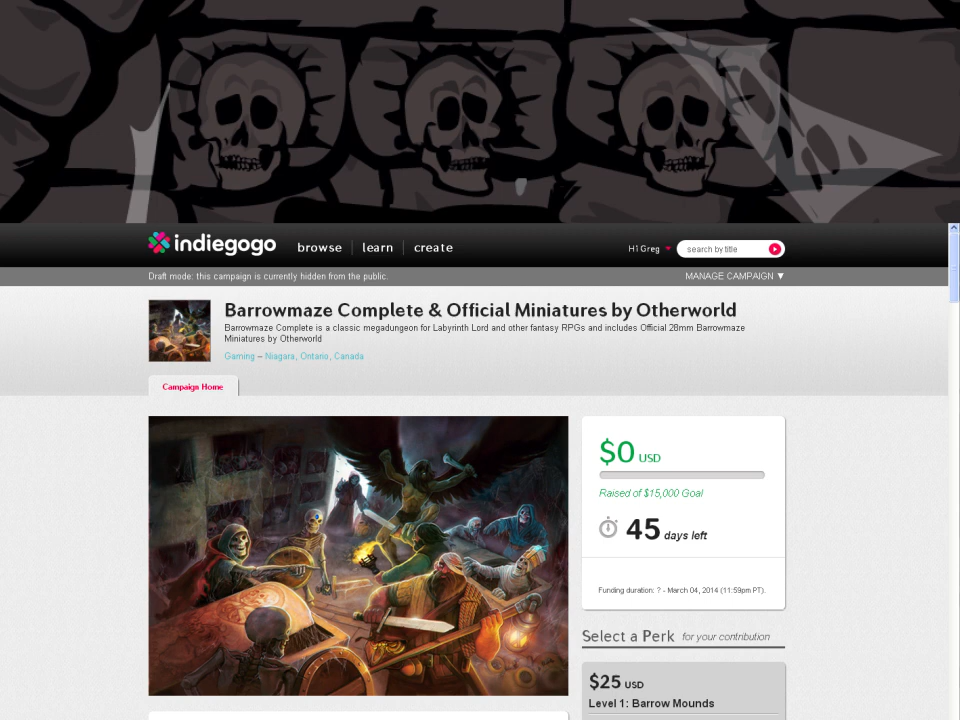 indiegogo browse learn create Hi Greg search by title
Draft mode: this campaign is currently hidden from the public. MANAGE CAMPAIGN ▼
Barrowmaze Complete & Official Miniatures by Otherworld
Barrowmaze Complete is a classic megadungeon for Labyrinth Lord and other fantasy RPGs and includes Official 28mm Barrowmaze
Miniatures by Otherworld
Gaming – Niagara, Ontario, Canada
Campaign Home
$0 USD
Raised of $15,000 Goal
45 days left
Funding duration: ? - March 04, 2014 (11:59pm PT).
Select a Perk for your contribution
$25 USD
Level 1: Barrow Mounds